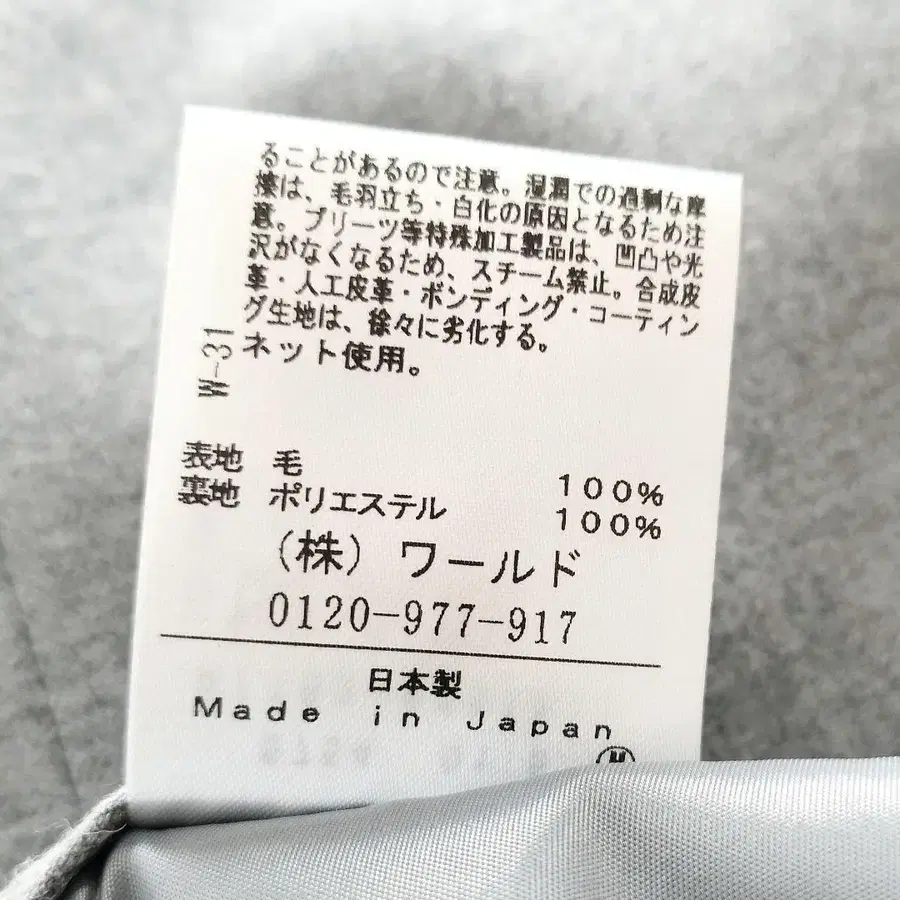 ることがあるので注意。湿潤での過剰な摩
擦は、毛羽立ち・白化の原因となるため注
意。プリーツ等特殊加工製品は、凹凸や光
沢がなくなるため、スチーム禁止。合成皮
革・人工皮革・ボンディング・コーティン
グ生地は、徐々に劣化する。
ネット使用。
W-31
表地 毛 100%
裏地 ポリエステル 100%
(株) ワールド
0120-977-917
日本製
Made in Japan